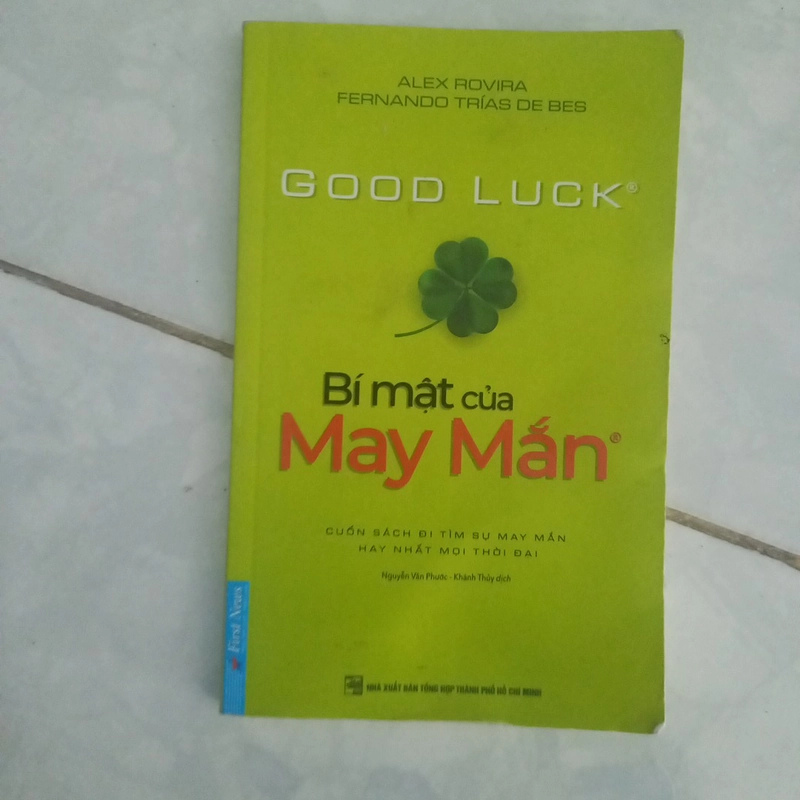 ALEX ROVIRA
FERNANDO TRÍAS DE BES
GOOD LUCK®
Bí mật của
May Mắn®
CUỐN SÁCH ĐI TÌM SỰ MAY MẮN
HAY NHẤT MỌI THỜI ĐẠI
Nguyễn Văn Phước - Khánh Thủy dịch
First News
NHÀ XUẤT BẢN TỔNG HỢP THÀNH PHỐ HỒ CHÍ MINH